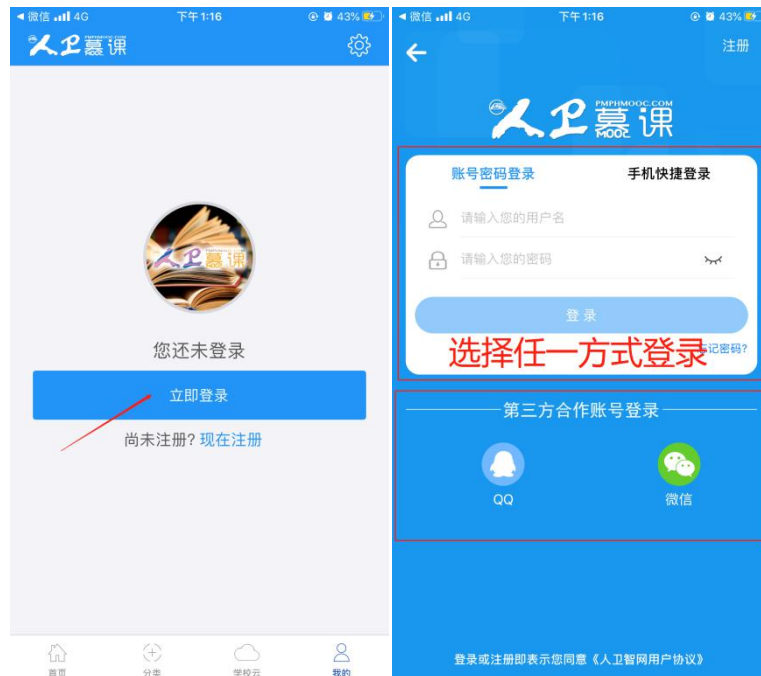 微信 4G 下午1:16 43%
人卫慕课
人卫慕课
您还未登录
立即登录
尚未注册? 现在注册
首页 分类 学校云 我的
微信 4G 下午1:16 43%
注册
PMPHMOOC.COM
人卫慕课
MOOC
账号密码登录 手机快捷登录
请输入您的用户名
请输入您的密码
登 录
选择任一方式登录
记密码?
第三方合作账号登录
QQ 微信
登录或注册即表示您同意《人卫智网用户协议》